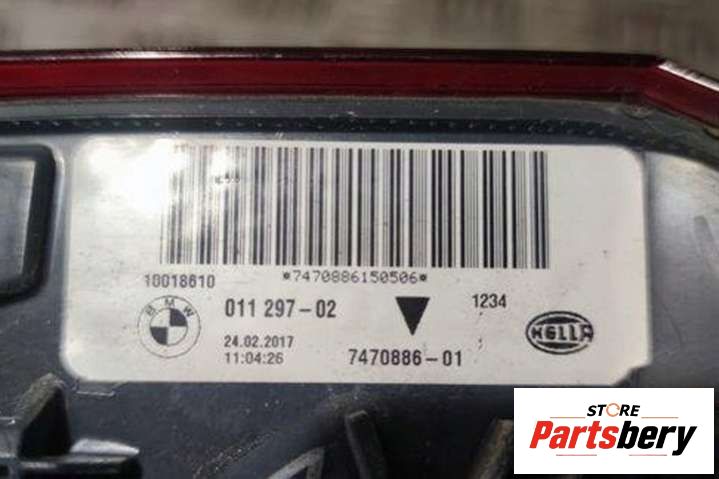 10018610
*7470886150506*
BMW
011 297-02
1234
24.02.2017
11:04:26
7470886-01
HELLA
STORE
Partsbery